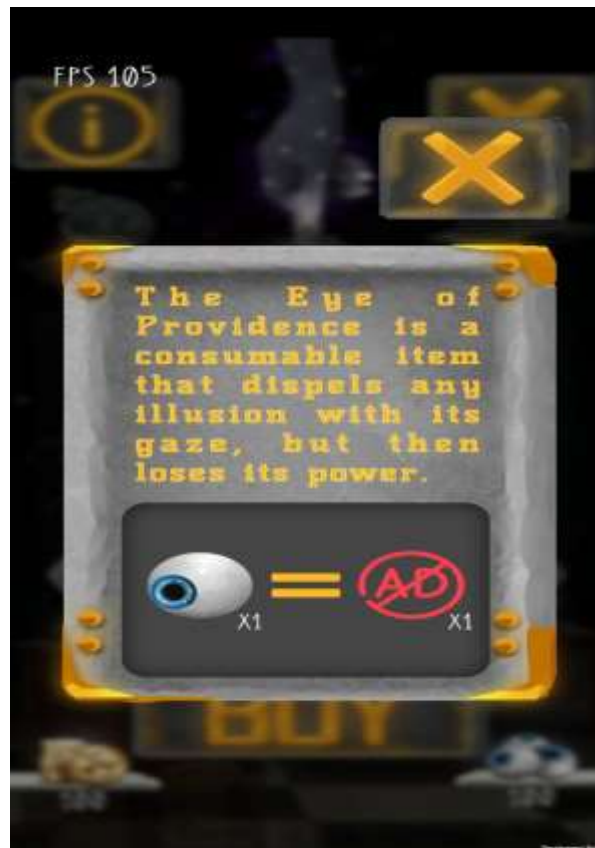 FPS 105
i
The Eye of
Providence is a
consumable item
that dispels any
illusion with its
gaze, but then
loses its power.
AD
X1
X1
BUY